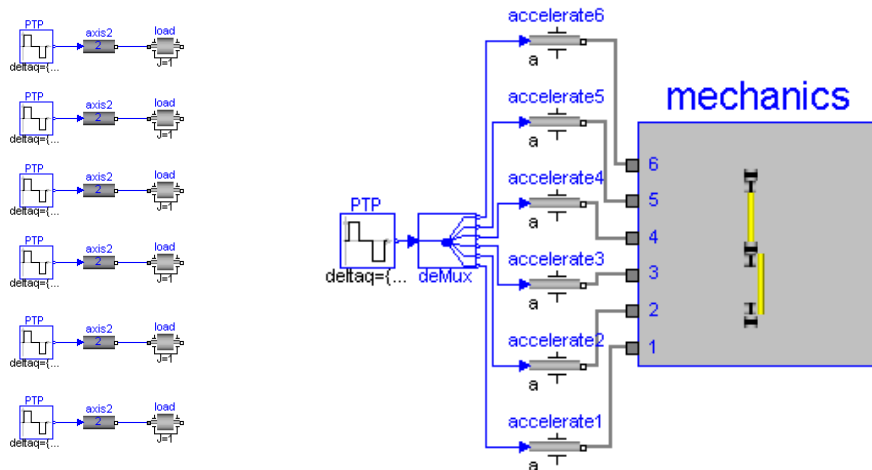 PTP axis2 load
2
deltaq={... J=1
PTP axis2 load
2
deltaq={... J=1
PTP axis2 load
2
deltaq={... J=1
PTP axis2 load
2
deltaq={... J=1
PTP axis2 load
2
deltaq={... J=1
PTP axis2 load
2
deltaq={... J=1
accelerate6
a
accelerate5
a
accelerate4
a
accelerate3
a
accelerate2
a
accelerate1
a
PTP
deltaq={... deMux
mechanics
6
5
4
3
2
1